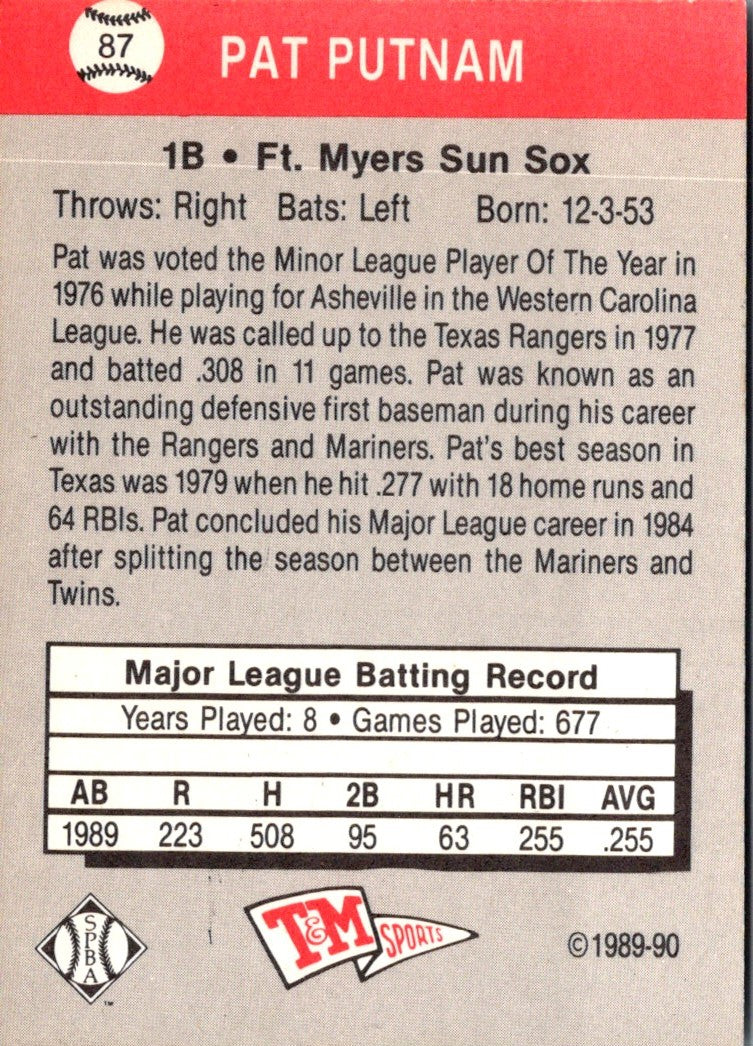 87
PAT PUTNAM
1B • Ft. Myers Sun Sox
Throws: Right Bats: Left Born: 12-3-53
Pat was voted the Minor League Player Of The Year in
1976 while playing for Asheville in the Western Carolina
League. He was called up to the Texas Rangers in 1977
and batted .308 in 11 games. Pat was known as an
outstanding defensive first baseman during his career
with the Rangers and Mariners. Pat's best season in
Texas was 1979 when he hit .277 with 18 home runs and
64 RBIs. Pat concluded his Major League career in 1984
after splitting the season between the Mariners and
Twins.
Major League Batting Record
Years Played: 8 • Games Played: 677
AB R H 2B HR RBI AVG
1989 223 508 95 63 255 .255
SPBA
TM
T&M SPORTS
©1989-90